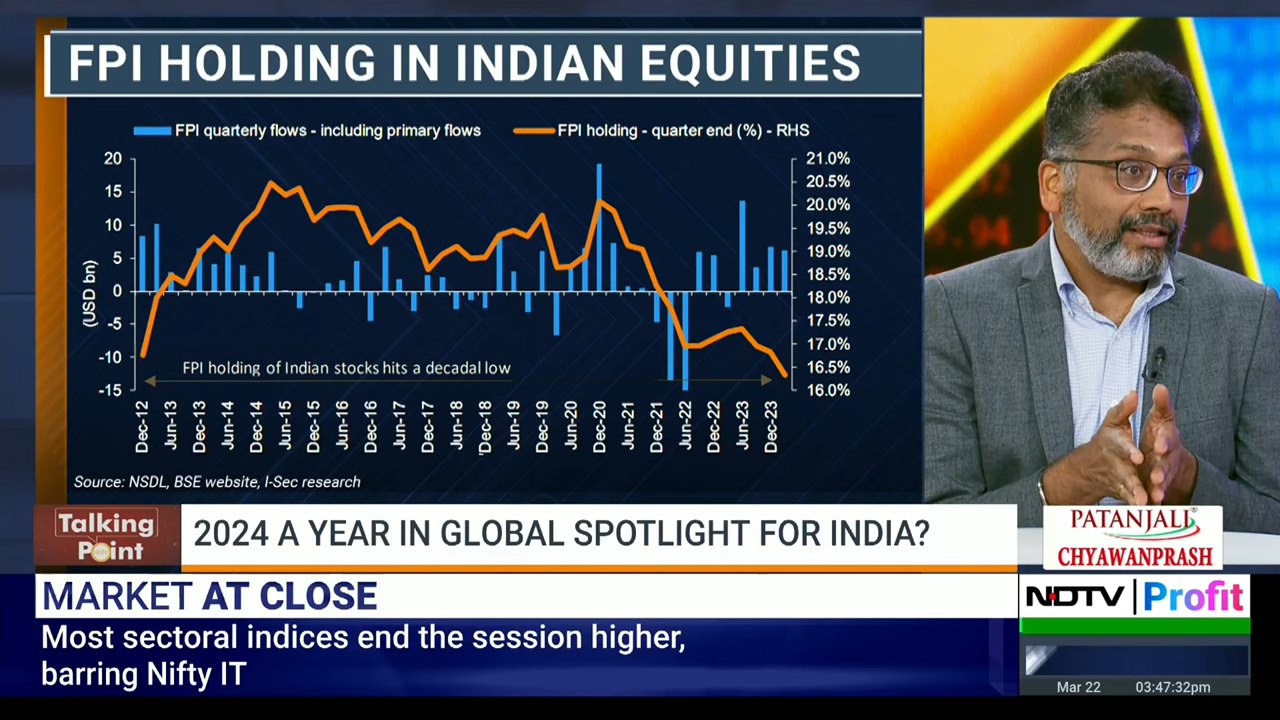 FPI HOLDING IN INDIAN EQUITIES
FPI quarterly flows - including primary flows
FPI holding - quarter end (%) - RHS
20
15
10
5
0
-5
-10
-15
(USD bn)
21.0%
20.5%
20.0%
19.5%
19.0%
18.5%
18.0%
17.5%
17.0%
16.5%
16.0%
FPI holding of Indian stocks hits a decadal low
Dec-12
Jun-13
Dec-13
Jun-14
Dec-14
Jun-15
Dec-15
Jun-16
Dec-16
Jun-17
Dec-17
Jun-18
'Dec-18
Jun-19
Dec-19
Jun-20
Dec-20
Jun-21
Dec-21
Jun-22
Dec-22
Jun-23
Dec-23
Source: NSDL, BSE website, I-Sec research
Talking
Point
2024 A YEAR IN GLOBAL SPOTLIGHT FOR INDIA?
PATANJALI
CHYAWANPRASH
MARKET AT CLOSE
Most sectoral indices end the session higher,
barring Nifty IT
NDTV Profit
Mar 22 03:47:32pm